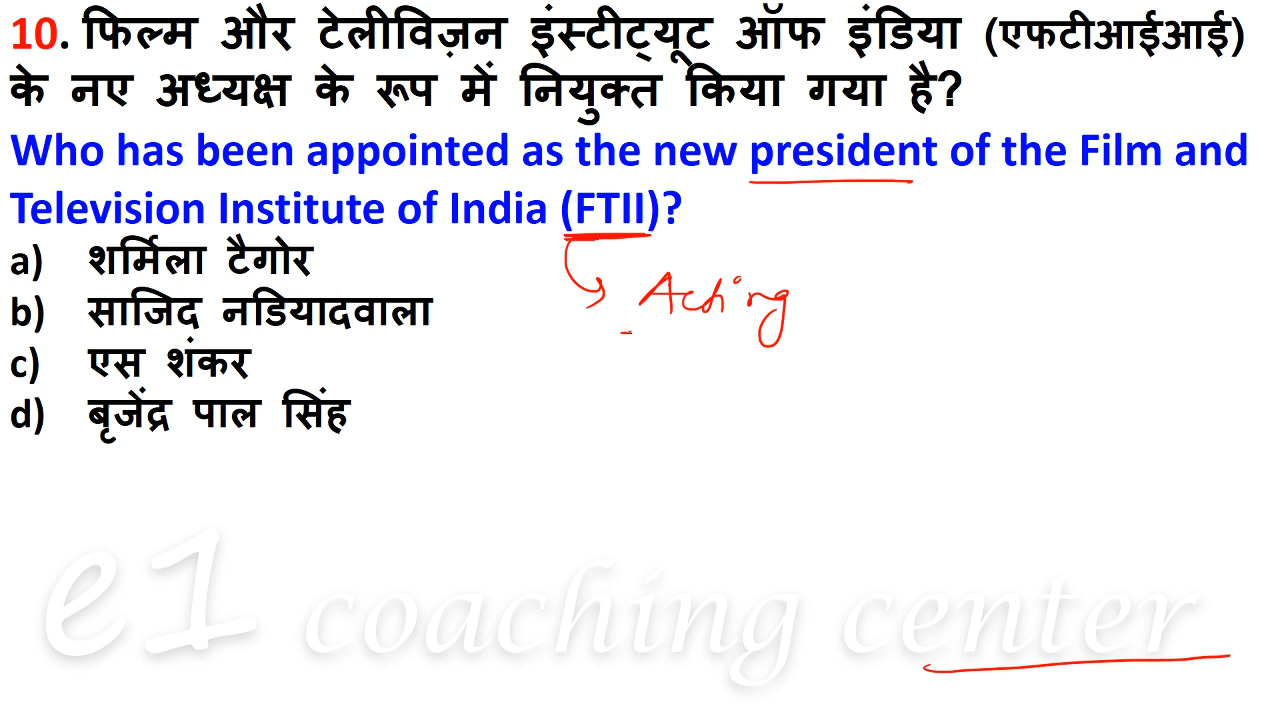 10. फिल्म और टेलीविज़न इंस्टीट्यूट ऑफ इंडिया (एफटीआईआई)
के नए अध्यक्ष के रूप में नियुक्त किया गया है?
Who has been appointed as the new president of the Film and
Television Institute of India (FTII)?
a) शर्मिला टैगोर
Acting
b) साजिद नडियादवाला
c) एस शंकर
d) बृजेंद्र पाल सिंह
e1 coaching center